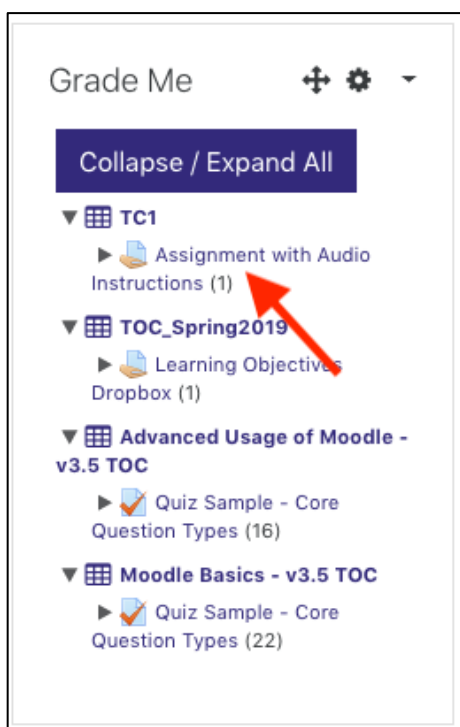 Grade Me
Collapse / Expand All
TC1
Assignment with Audio
Instructions (1)
TOC_Spring2019
Learning Objectives
Dropbox (1)
Advanced Usage of Moodle -
v3.5 TOC
Quiz Sample - Core
Question Types (16)
Moodle Basics - v3.5 TOC
Quiz Sample - Core
Question Types (22)